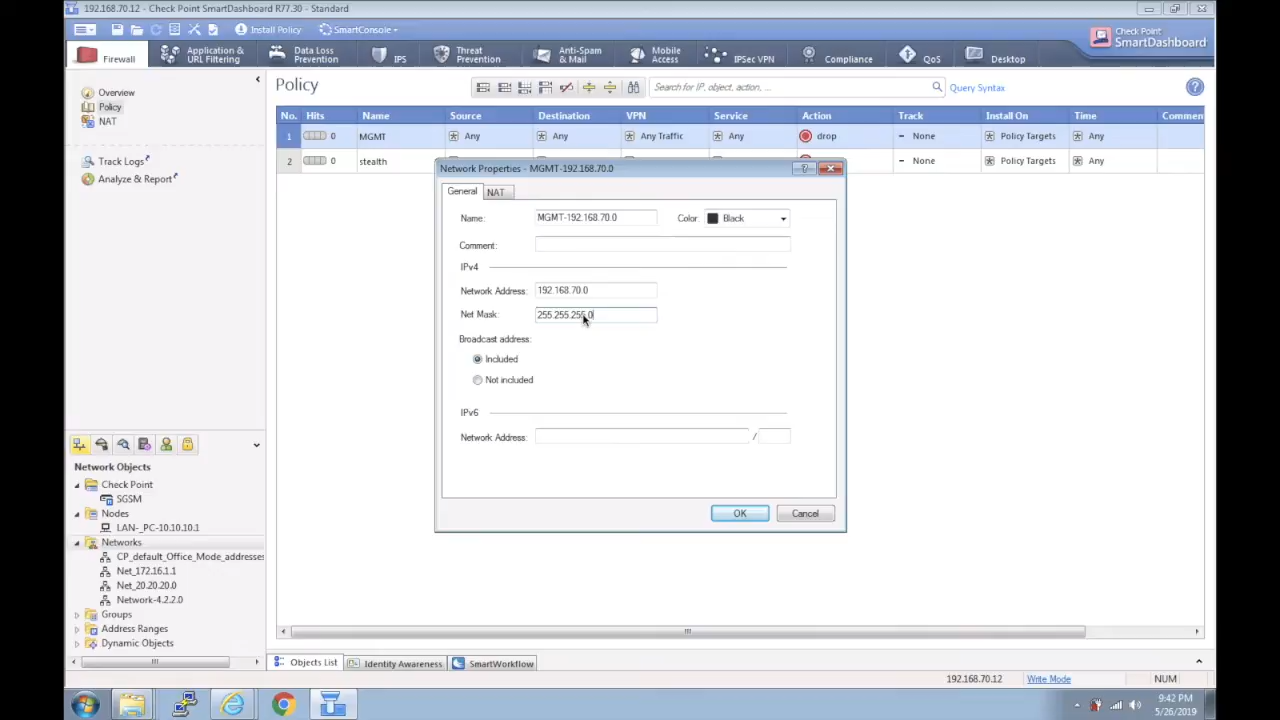 192.168.70.12 - Check Point SmartDashboard R77.30 - Standard
Install Policy
SmartConsole
Check Point
SmartDashboard
Firewall
Application & URL Filtering
Data Loss Prevention
IPS
Threat Prevention
Anti-Spam & Mail
Mobile Access
IPSec VPN
Compliance
QoS
Desktop
Overview
Policy
NAT
Track Logs
Analyze & Report
Policy
Search for IP, object, action, ...
Query Syntax
No. Hits Name Source Destination VPN Service Action Track Install On Time Commen
1 0 MGMT Any Any Any Traffic Any drop None Policy Targets Any
2 0 stealth None Policy Targets Any
Network Properties - MGMT-192.168.70.0
General NAT
Name: MGMT-192.168.70.0 Color: Black
Comment:
IPv4
Network Address: 192.168.70.0
Net Mask: 255.255.255.0
Broadcast address:
Included
Not included
IPv6
Network Address: /
OK Cancel
Network Objects
Check Point
SGSM
Nodes
LAN-_PC-10.10.10.1
Networks
CP_default_Office_Mode_addresses
Net_172.16.1.1
Net_20.20.20.0
Network-4.2.2.0
Groups
Address Ranges
Dynamic Objects
Objects List Identity Awareness SmartWorkflow
192.168.70.12 Write Mode NUM
9:42 PM
5/26/2019